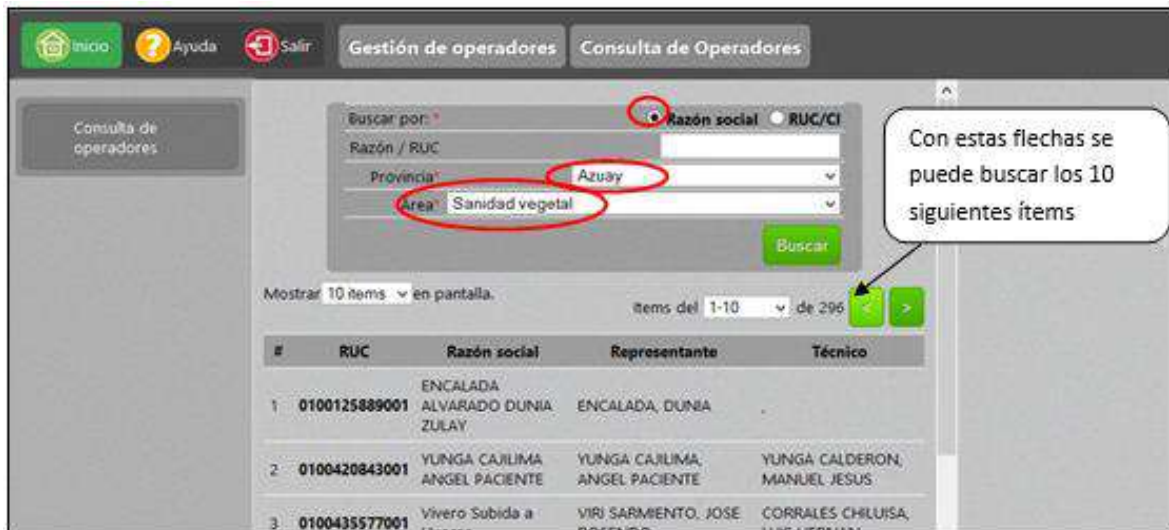 Inicio Ayuda Salir Gestión de operadores Consulta de Operadores
Consulta de
operadores
Buscar por: * Razón social RUC/CI
Razón / RUC
Provincia* Azuay
Área* Sanidad vegetal
Buscar
Con estas flechas se
puede buscar los 10
siguientes ítems
Mostrar 10 items en pantalla.
Items del 1-10 de 296 < >
# RUC Razón social Representante Técnico
1 0100125889001 ENCALADA ALVARADO DUNIA ZULAY ENCALADA, DUNIA .
2 0100420843001 YUNGA CAJILIMA ANGEL PACIENTE YUNGA CAJILIMA, ANGEL PACIENTE YUNGA CALDERON, MANUEL JESUS
3 0100435577001 Vivero Subida a VIRI SARMIENTO, JOSE CORRALES CHILUISA,